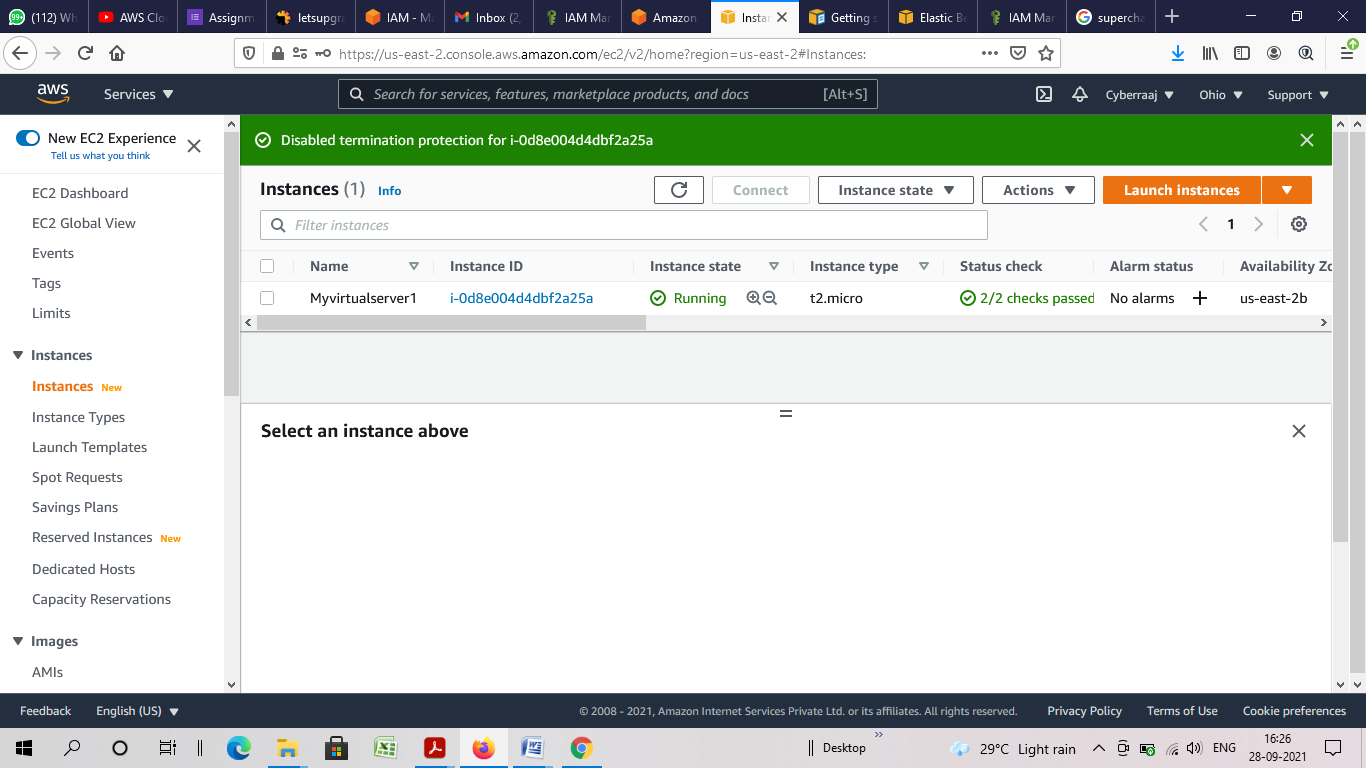 (112) Wh
AWS Clo
Assignm
letsupgra
IAM - Ma
Inbox (2,
IAM Man
Amazon
Instan
Getting s
Elastic Be
IAM Man
supercha
https://us-east-2.console.aws.amazon.com/ec2/v2/home?region=us-east-2#Instances:
aws
Services
Search for services, features, marketplace products, and docs [Alt+S]
Cyberraaj
Ohio
Support
New EC2 Experience
Tell us what you think
EC2 Dashboard
EC2 Global View
Events
Tags
Limits
Instances
Instances New
Instance Types
Launch Templates
Spot Requests
Savings Plans
Reserved Instances New
Dedicated Hosts
Capacity Reservations
Images
AMIs
Disabled termination protection for i-0d8e004d4dbf2a25a
Instances (1) Info
Connect
Instance state
Actions
Launch instances
Filter instances
1
Name Instance ID Instance state Instance type Status check Alarm status Availability Zo
Myvirtualserver1 i-0d8e004d4dbf2a25a Running t2.micro 2/2 checks passed No alarms us-east-2b
Select an instance above
Feedback English (US)
© 2008 - 2021, Amazon Internet Services Private Ltd. or its affiliates. All rights reserved. Privacy Policy Terms of Use Cookie preferences
Desktop
29°C Light rain
ENG
16:26
28-09-2021